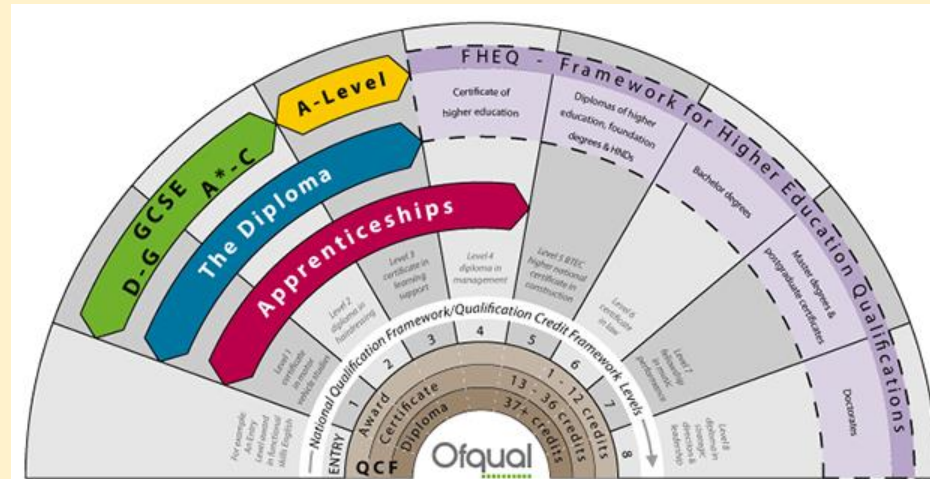 FHEQ - Framework for Higher Education Qualifications
Certificate of
higher education
Diplomas of higher
education, foundation
degrees & HNDs
Bachelor degrees
Master degrees &
postgraduate certificates
Doctorates
A-Level
GCSE
D-G A*-C
The Diploma
Apprenticeships
For example
An Entry
Level award
in functional
skills English
Level 1
certificate
in motor
vehicle studies
Level 2
diploma in
hairdressing
Level 3
certificate in
learning
support
Level 4
diploma in
management
Level 5 BTEC
higher national
certificate in
construction
Level 6
certificate
in law
Level 7
fellowship
in music
performance
Level 8
diploma in
strategic
direction &
leadership
National Qualification Framework/Qualification Credit Framework Levels
ENTRY
1
2
3
4
5
6
7
8
Award
1 - 12 credits
Certificate
13 - 36 credits
Diploma
37+ credits
QCF
Ofqual